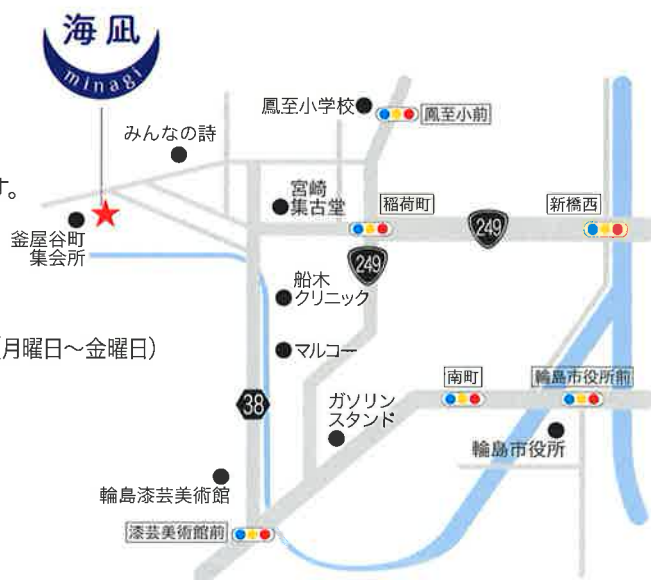 海凪
minagi
鳳至小学校
鳳至小前
みんなの詩
す。
宮崎
集古堂
稲荷町
249
新橋西
釜屋谷町
集会所
249
船木
クリニック
(月曜日〜金曜日)
マルコー
38
ガソリン
スタンド
南町
輪島市役所前
輪島市役所
輪島漆芸美術館
漆芸美術館前